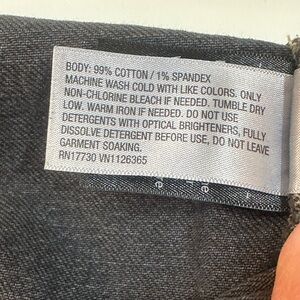 BODY: 99% COTTON / 1% SPANDEX
MACHINE WASH COLD WITH LIKE COLORS. ONLY
NON-CHLORINE BLEACH IF NEEDED. TUMBLE DRY
LOW. WARM IRON IF NEEDED. DO NOT USE
DETERGENTS WITH OPTICAL BRIGHTENERS, FULLY
DISSOLVE DETERGENT BEFORE USE, DO NOT LEAVE
GARMENT SOAKING.
RN17730 VN1126365